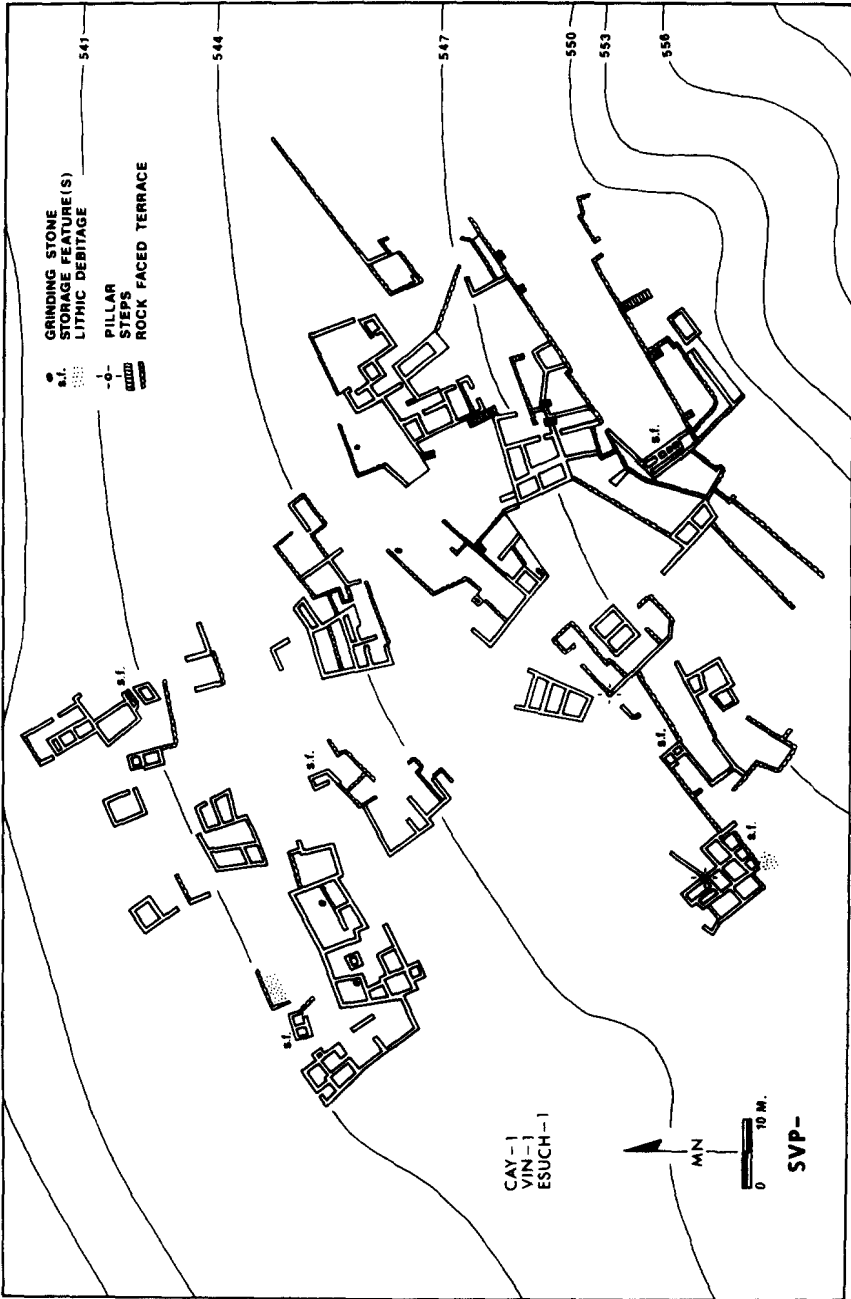 541
544
547
550
553
556
GRINDING STONE
s.f. STORAGE FEATURE(S)
LITHIC DEBITAGE
-o- PILLAR
STEPS
ROCK FACED TERRACE
s.f.
s.f.
s.f.
s.f.
s.f.
s.f.
CAY-1
VIN-1
ESUCH-1
MN
0 10 M.
SVP-